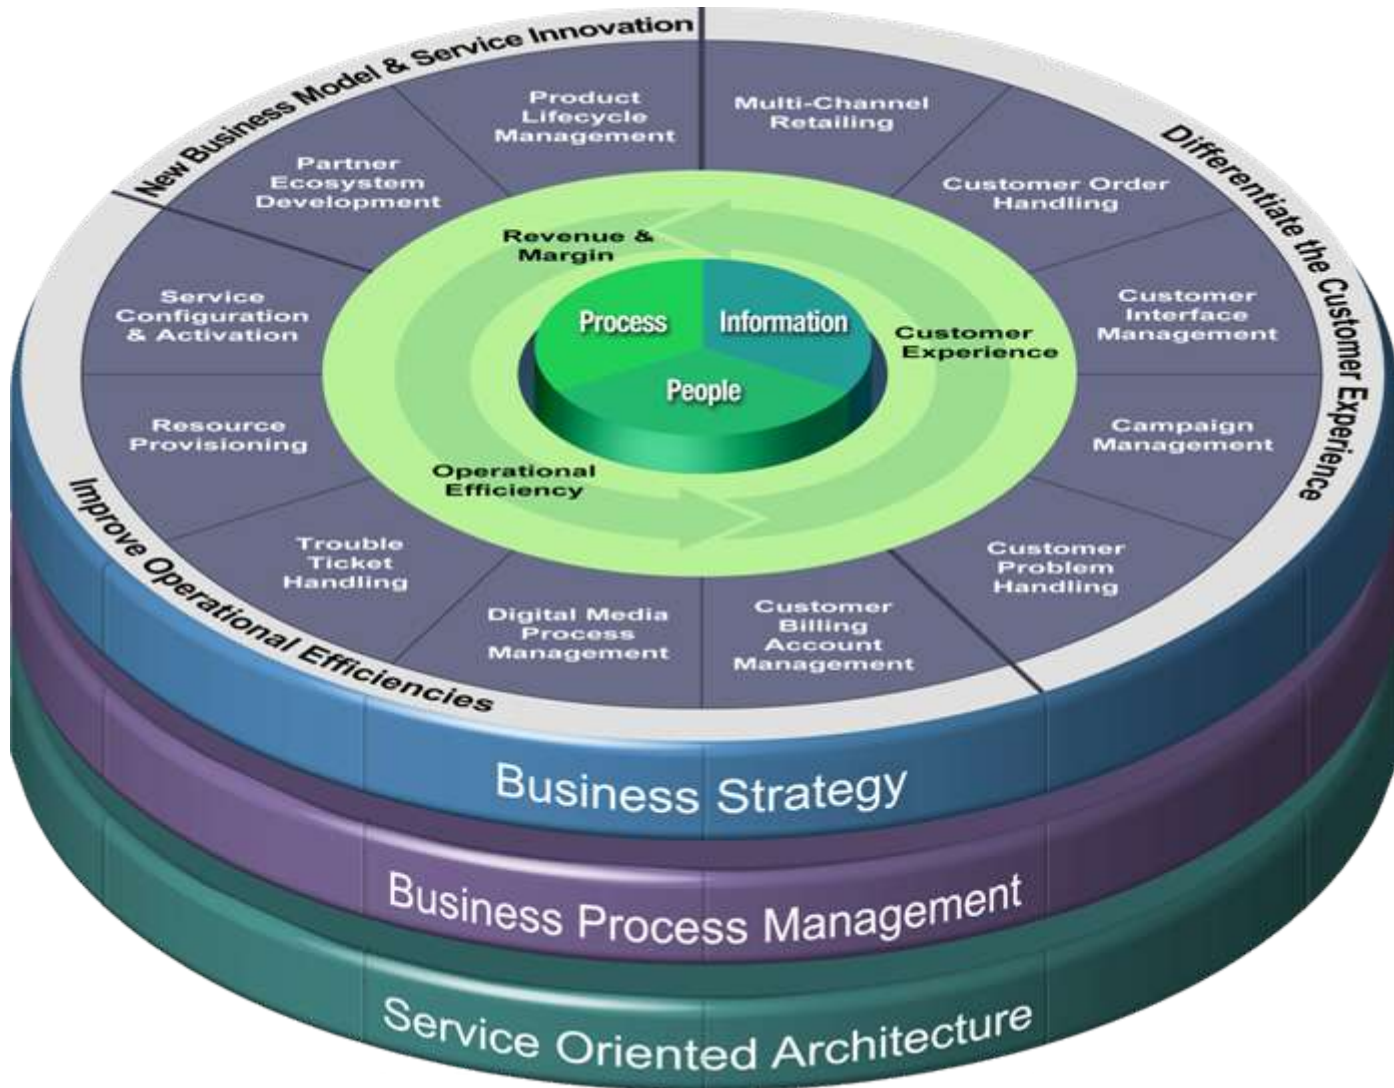 New Business Model & Service Innovation
Differentiate the Customer Experience
Improve Operational Efficiencies
Product
Lifecycle
Management
Multi-Channel
Retailing
Partner
Ecosystem
Development
Customer Order
Handling
Service
Configuration
& Activation
Customer
Interface
Management
Resource
Provisioning
Campaign
Management
Trouble
Ticket
Handling
Customer
Problem
Handling
Digital Media
Process
Management
Customer
Billing
Account
Management
Revenue &
Margin
Customer
Experience
Operational
Efficiency
Process
Information
People
Business Strategy
Business Process Management
Service Oriented Architecture